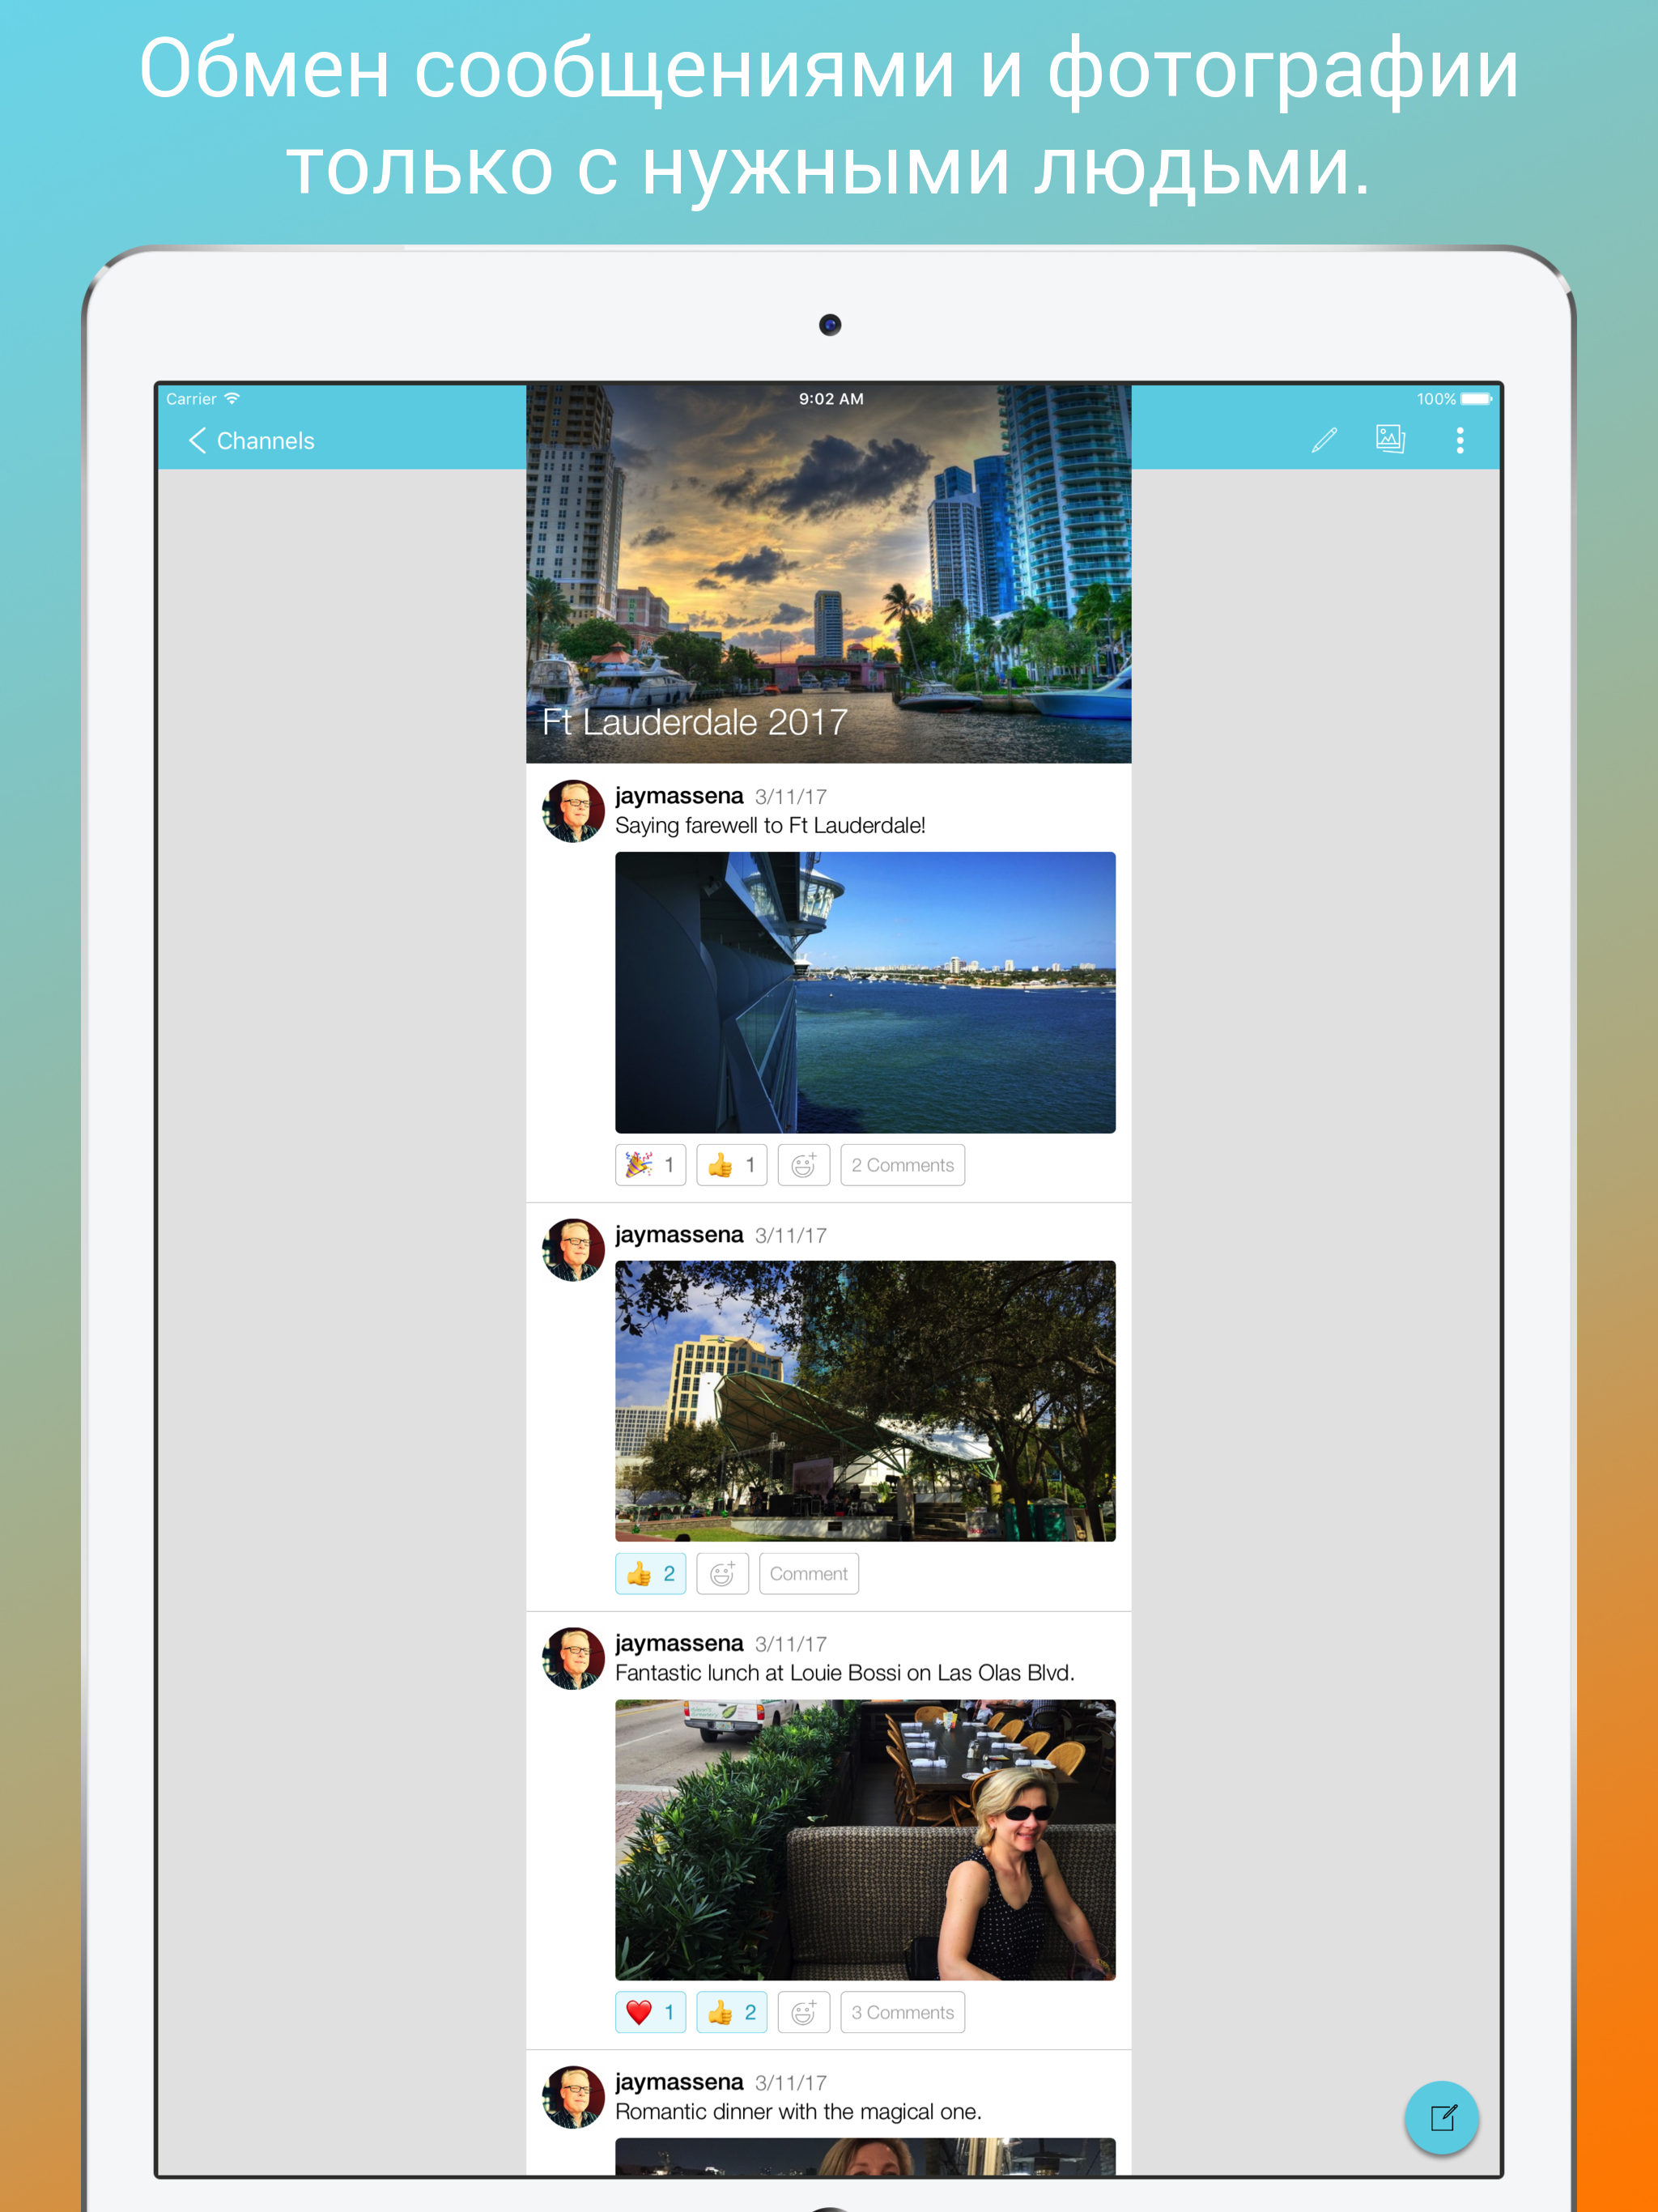 Обмен сообщениями и фотографии
только с нужными людьми.
Carrier 9:02 AM 100%
Channels
Ft Lauderdale 2017
jaymassena 3/11/17
Saying farewell to Ft Lauderdale!
1 1 2 Comments
jaymassena 3/11/17
2 Comment
jaymassena 3/11/17
Fantastic lunch at Louie Bossi on Las Olas Blvd.
1 2 3 Comments
jaymassena 3/11/17
Romantic dinner with the magical one.